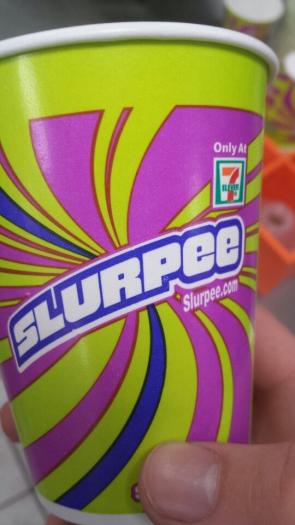 Only At
7
ELEVEN
SLURPEE
Slurpee.com